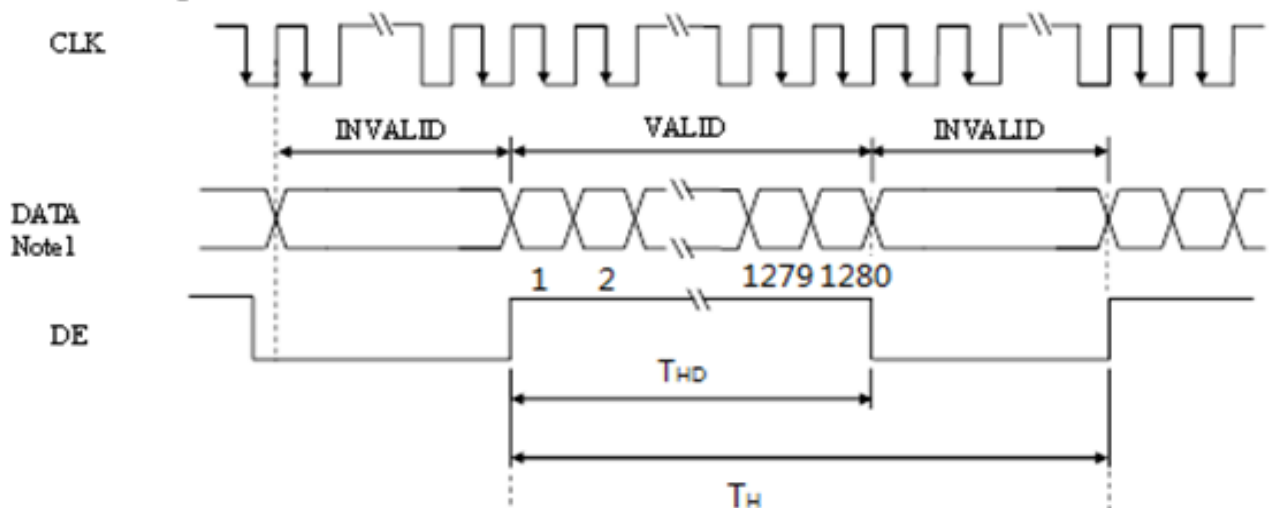 CLK
INVALID VALID INVALID
DATA
Note1
1 2 1279 1280
DE
THD
TH